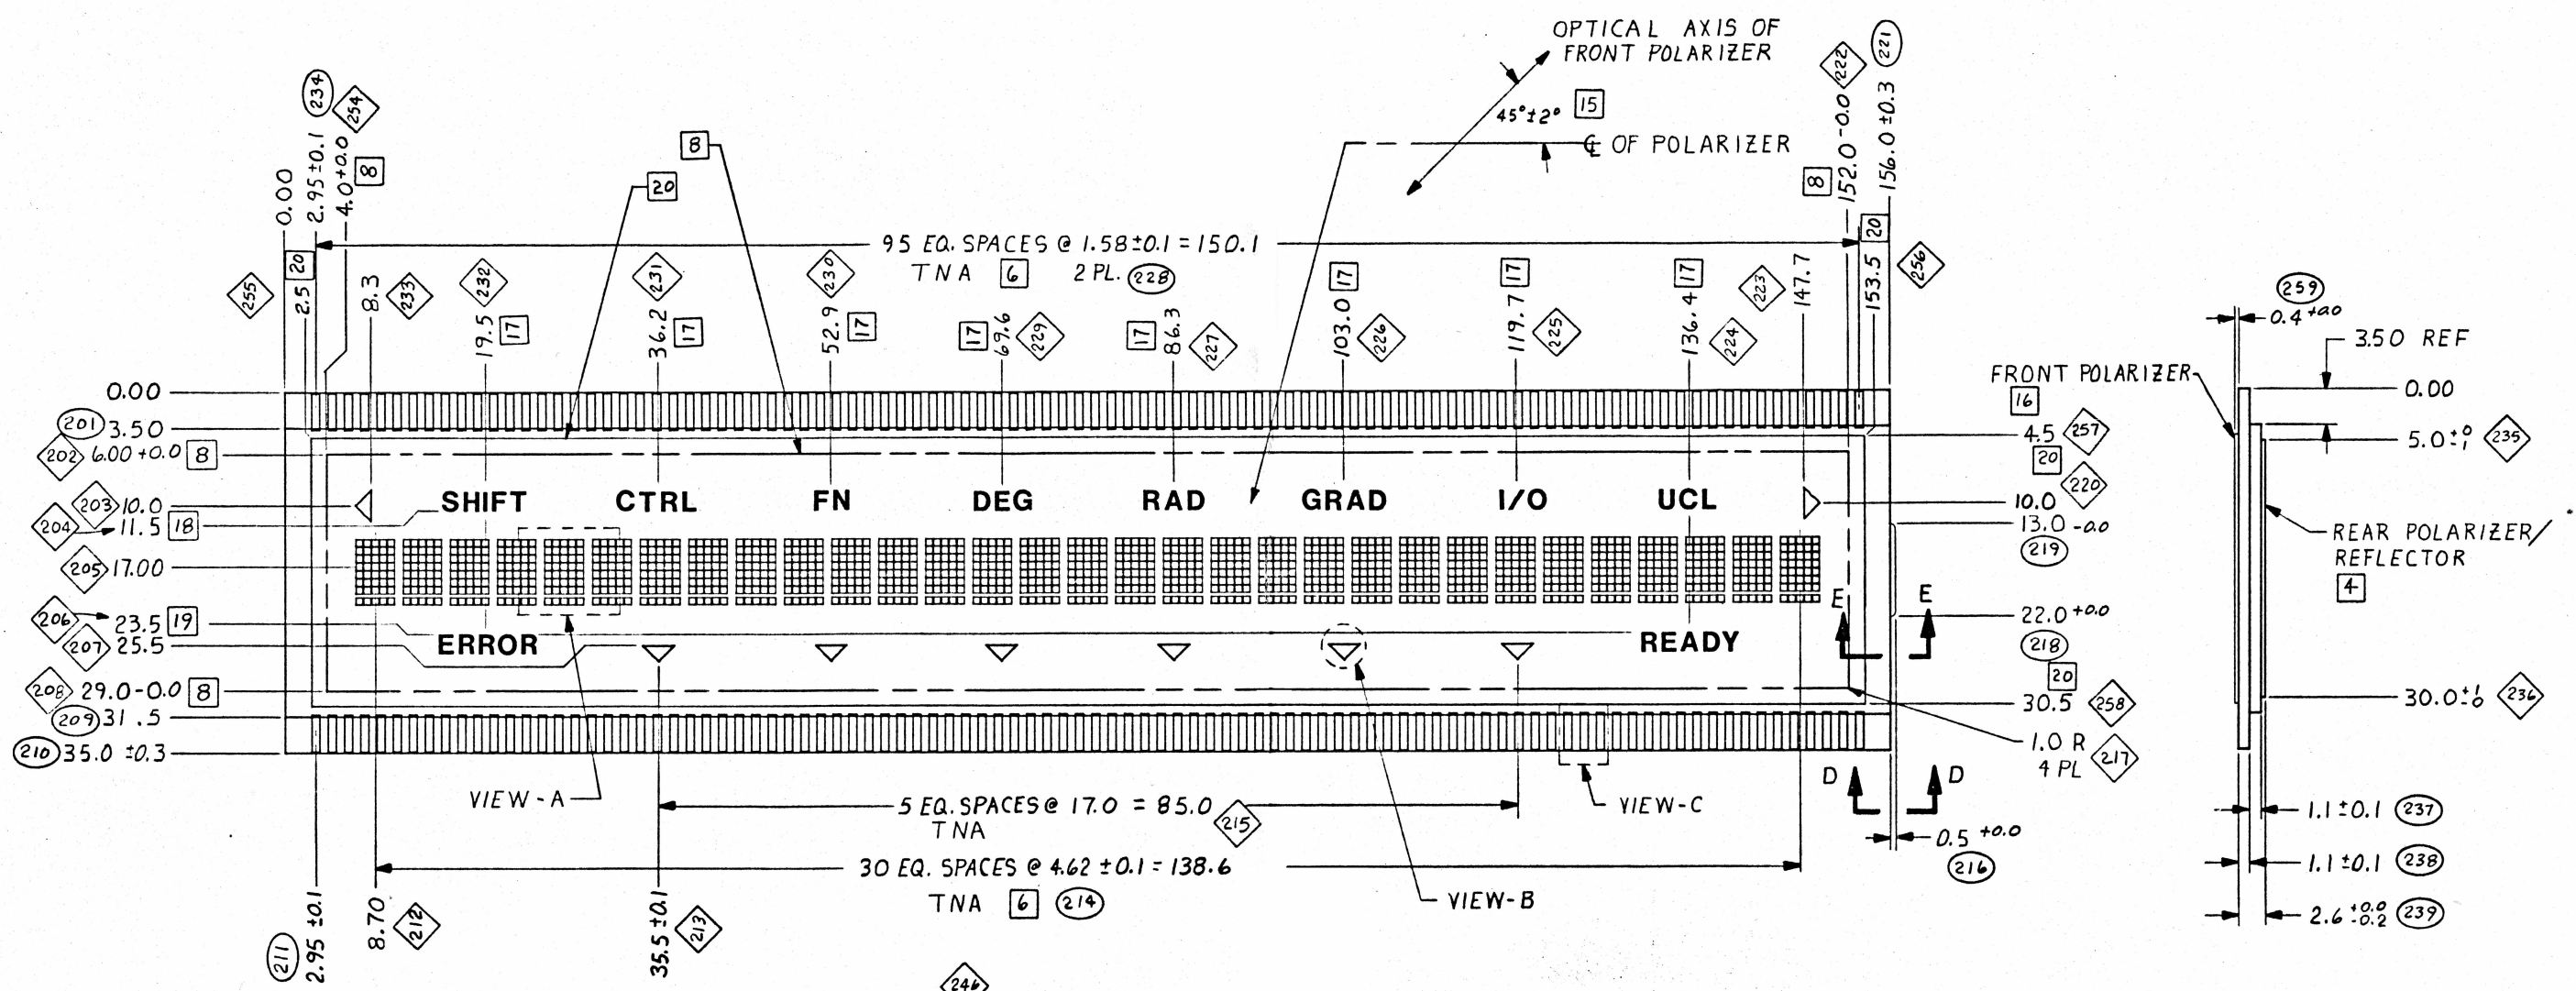 OPTICAL AXIS OF
FRONT POLARIZER
45°±2° 15
℄ OF POLARIZER
0.00
2.95±0.1 234
4.0+0.0 254
8
8
20
152.0-0.0 222
8
156.0±0.3 221
95 EQ. SPACES @ 1.58±0.1 = 150.1
TNA 6 2 PL. 228
255
2.5 20
8.3 233
19.5 232
17
36.2 231
17
52.9 230
17
69.6 229
17
86.3 227
17
103.0 17
226
119.7 17
225
136.4 17
224
147.7 223
153.5 20
256
0.00
201 3.50
202 6.00 +0.0 8
203 10.0
204 11.5 18
205 17.00
206 23.5 19
207 25.5
208 29.0-0.0 8
209 31.5
210 35.0 ±0.3
SHIFT CTRL FN DEG RAD GRAD I/O UCL
ERROR READY
E E
D D
4.5 257
20
220
10.0
13.0 -0.0
219
22.0 +0.0
218
20
30.5 258
1.0 R
4 PL 217
0.5 +0.0
216
VIEW-A
5 EQ. SPACES @ 17.0 = 85.0 215
TNA
VIEW-C
30 EQ. SPACES @ 4.62 ±0.1 = 138.6
TNA 6 214
VIEW-B
211
2.95 ±0.1
8.70 212
35.5 ±0.1 213
246
259
0.4 +0.0
3.50 REF
FRONT POLARIZER
16
0.00
5.0 +0 -1 235
REAR POLARIZER/
REFLECTOR
4
30.0 +1 -0 236
1.1 ±0.1 237
1.1 ±0.1 238
2.6 +0.0 -0.2 239